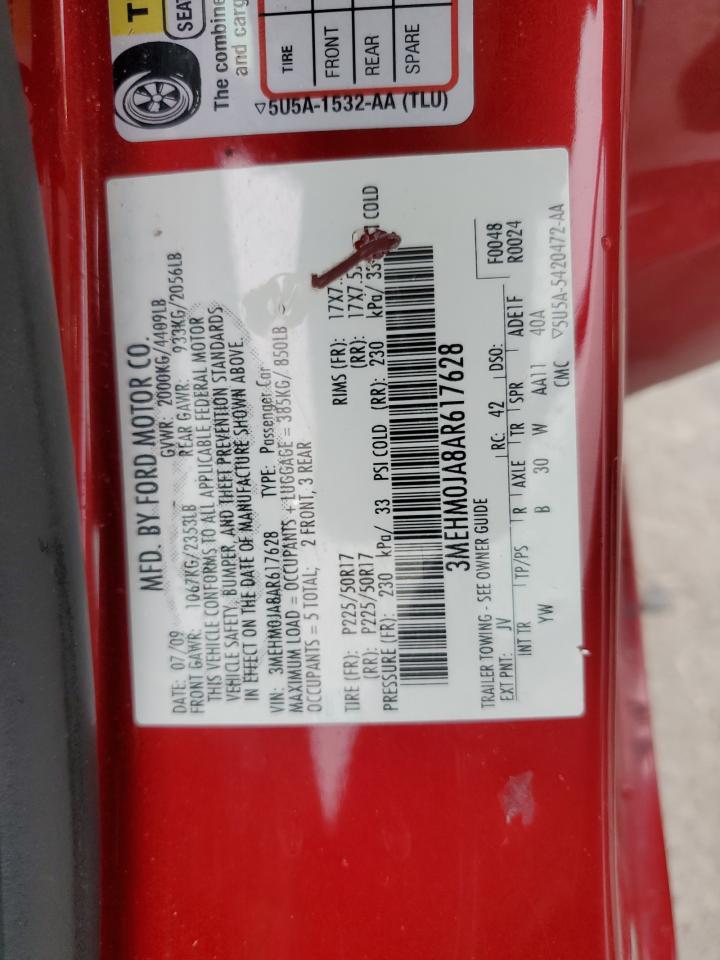 T
SEAT
The combine
and carg
TIRE
FRONT
REAR
SPARE
▽5U5A-1532-AA (TLU)
MFD. BY FORD MOTOR CO.
DATE: 07/09 GVWR: 2000KG/4409LB
FRONT GAWR: 1067KG/2353LB REAR GAWR: 933KG/2056LB
THIS VEHICLE CONFORMS TO ALL APPLICABLE FEDERAL MOTOR
VEHICLE SAFETY, BUMPER, AND THEFT PREVENTION STANDARDS
IN EFFECT ON THE DATE OF MANUFACTURE SHOWN ABOVE.
VIN: 3MEHM0JA8AR617628 TYPE: Passenger Car
MAXIMUM LOAD = OCCUPANTS + LUGGAGE = 385KG/ 850LB
OCCUPANTS = 5 TOTAL; 2 FRONT, 3 REAR
TIRE (FR): P225/50R17 RIMS (FR): 17X7.
(RR): P225/50R17 (RR): 17X7.5
PRESSURE (FR): 230 kPa/ 33 PSI COLD (RR): 230 kPa/ 33 COLD
3MEHM0JA8AR617628
TRAILER TOWING - SEE OWNER GUIDE
EXT PNT: JV RC: 42 DSO: F0048
INT TR TP/PS R AXLE TR SPR ADE1F R0024
YW B 30 W AA11 40A
CMC ▽5U5A-5420472-AA